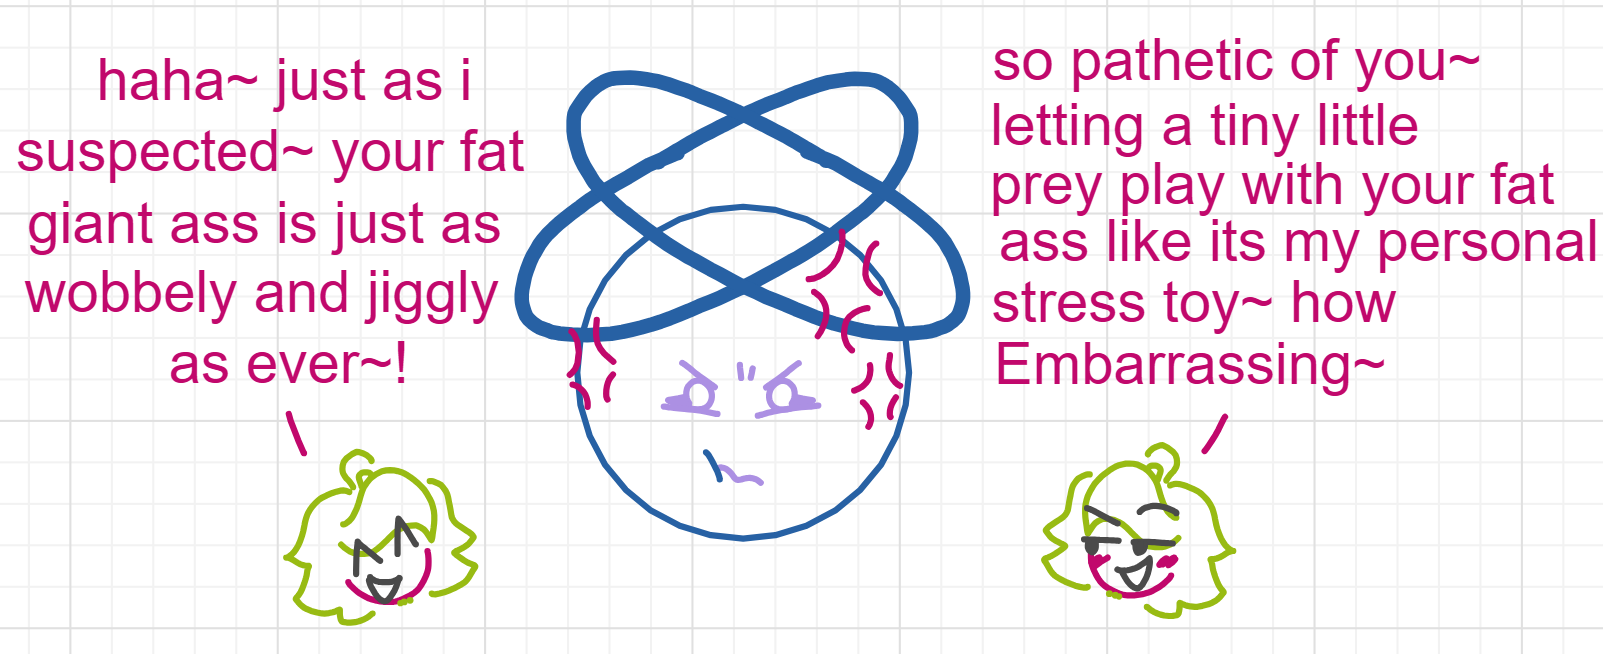 haha~ just as i
suspected~ your fat
giant ass is just as
wobbely and jiggly
as ever~!
so pathetic of you~
letting a tiny little
prey play with your fat
ass like its my personal
stress toy~ how
Embarrassing~